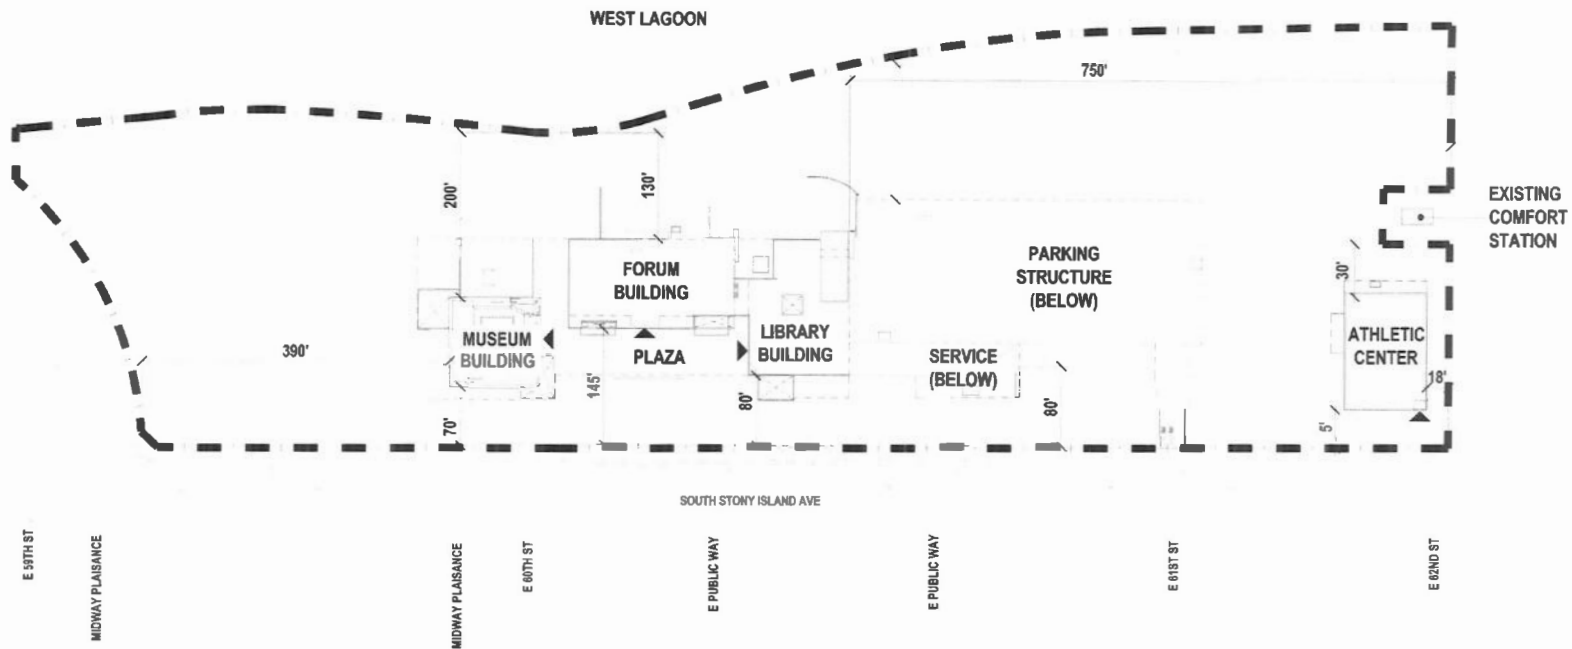 WEST LAGOON
750'
200'
130'
EXISTING
COMFORT
STATION
FORUM
BUILDING
PARKING
STRUCTURE
(BELOW)
30'
MUSEUM
BUILDING
PLAZA
LIBRARY
BUILDING
SERVICE
(BELOW)
ATHLETIC
CENTER
390'
145'
80'
80'
18'
70'
5'
SOUTH STONY ISLAND AVE
E 59TH ST
MIDWAY PLAISANCE
MIDWAY PLAISANCE
E 60TH ST
E PUBLIC WAY
E PUBLIC WAY
E 61ST ST
E 62ND ST